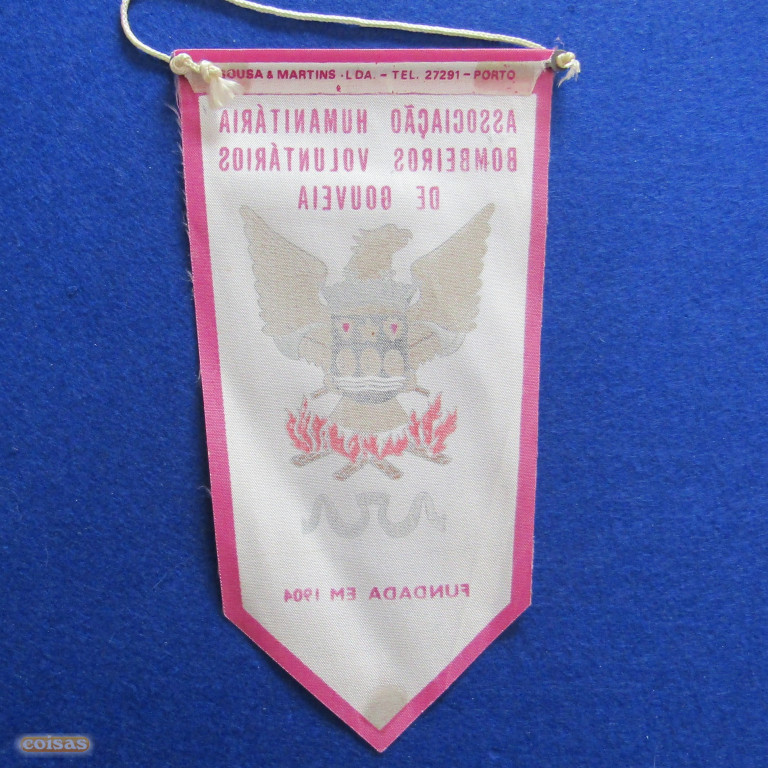 SOUSA & MARTINS · LDA. - TEL. 27291 - PORTO
ASSOCIAÇÃO HUMANITÁRIA
BOMBEIROS VOLUNTÁRIOS
DE GOUVEIA
FUNDADA EM 1904
coisas